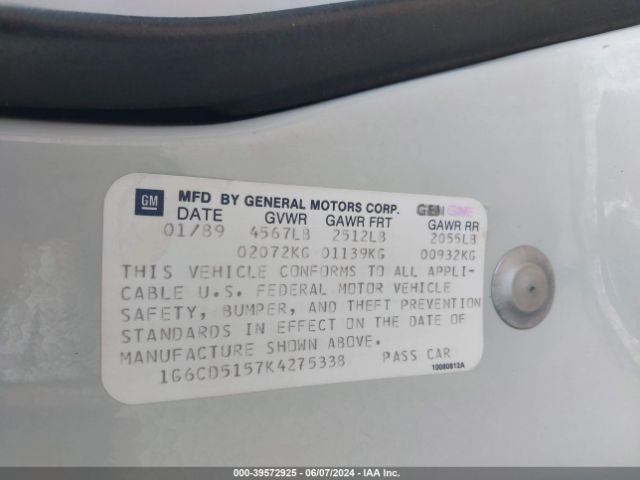 GM MFD BY GENERAL MOTORS CORP. GEN
DATE GVWR GAWR FRT GAWR RR
01/89 4567LB 2512LB 2055LB
02072KG 01139KG 00932KG
THIS VEHICLE CONFORMS TO ALL APPLI-
CABLE U.S. FEDERAL MOTOR VEHICLE
SAFETY, BUMPER, AND THEFT PREVENTION
STANDARDS IN EFFECT ON THE DATE OF
MANUFACTURE SHOWN ABOVE.
1G6CD5157K4275338 PASS CAR
10080812A
000-39572925 - 06/07/2024 - IAA Inc.